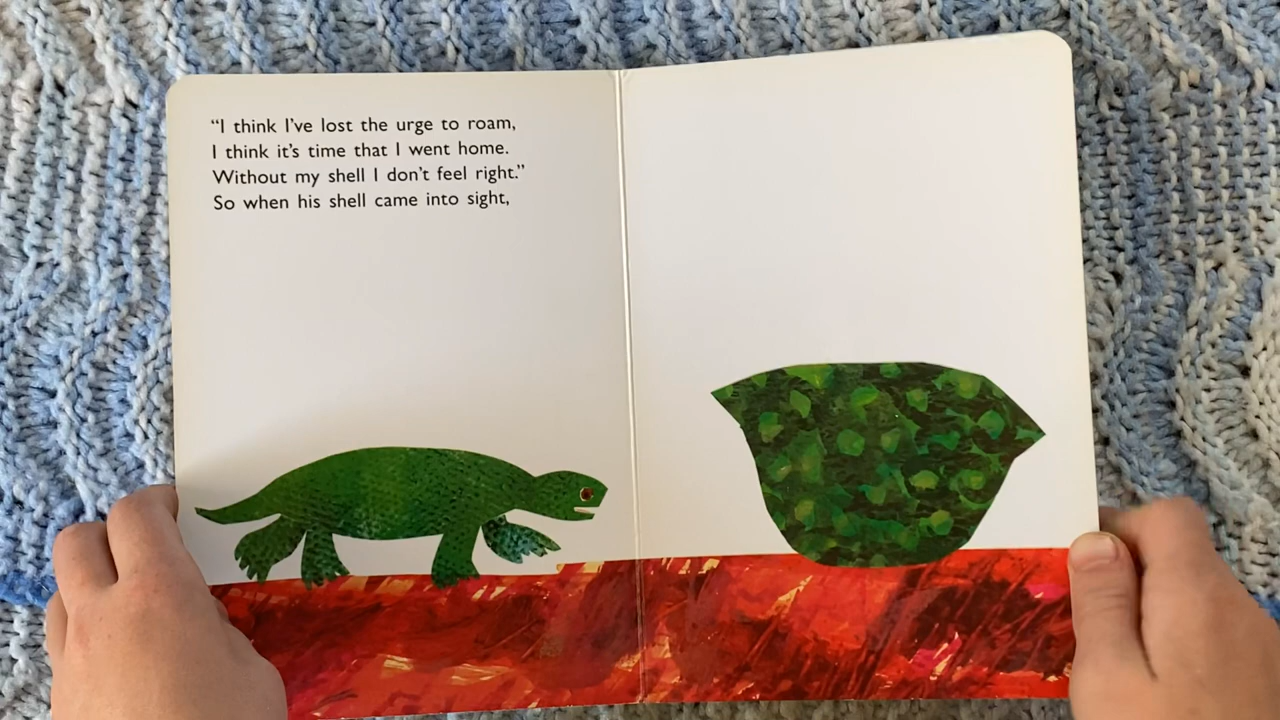 “I think I’ve lost the urge to roam,
I think it’s time that I went home.
Without my shell I don’t feel right.”
So when his shell came into sight,